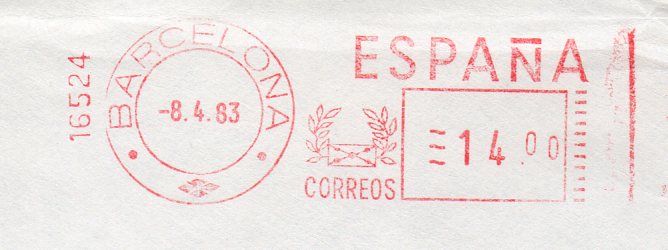 16524
BARCELONA
-8.4.83
ESPAÑA
14.00
CORREOS